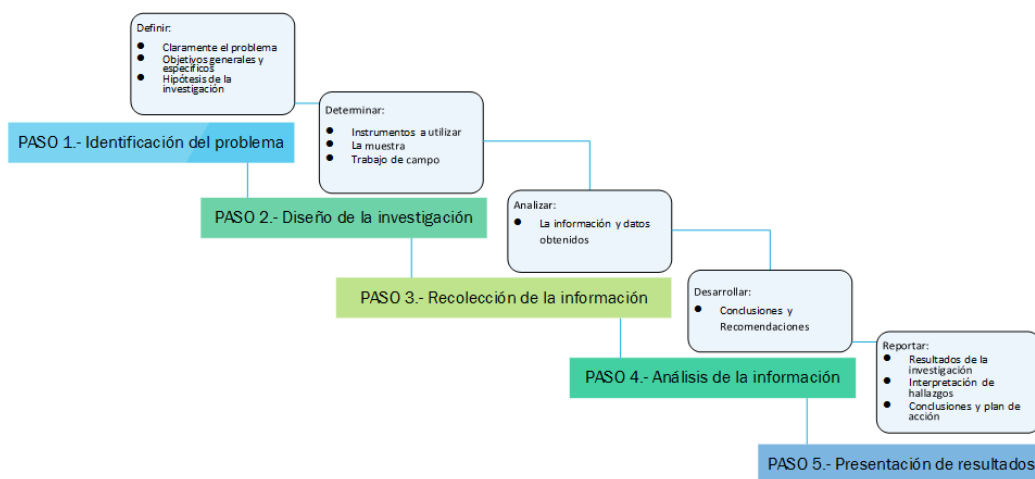 Definir:
● Claramente el problema
● Objetivos generales y
específicos
● Hipótesis de la
investigación
PASO 1.- Identificación del problema
Determinar:
● Instrumentos a utilizar
● La muestra
● Trabajo de campo
PASO 2.- Diseño de la investigación
Analizar:
● La información y datos
obtenidos
PASO 3.- Recolección de la información
Desarrollar:
● Conclusiones y
Recomendaciones
PASO 4.- Análisis de la información
Reportar:
● Resultados de la
investigación
● Interpretación de
hallazgos
● Conclusiones y plan de
acción
PASO 5.- Presentación de resultados